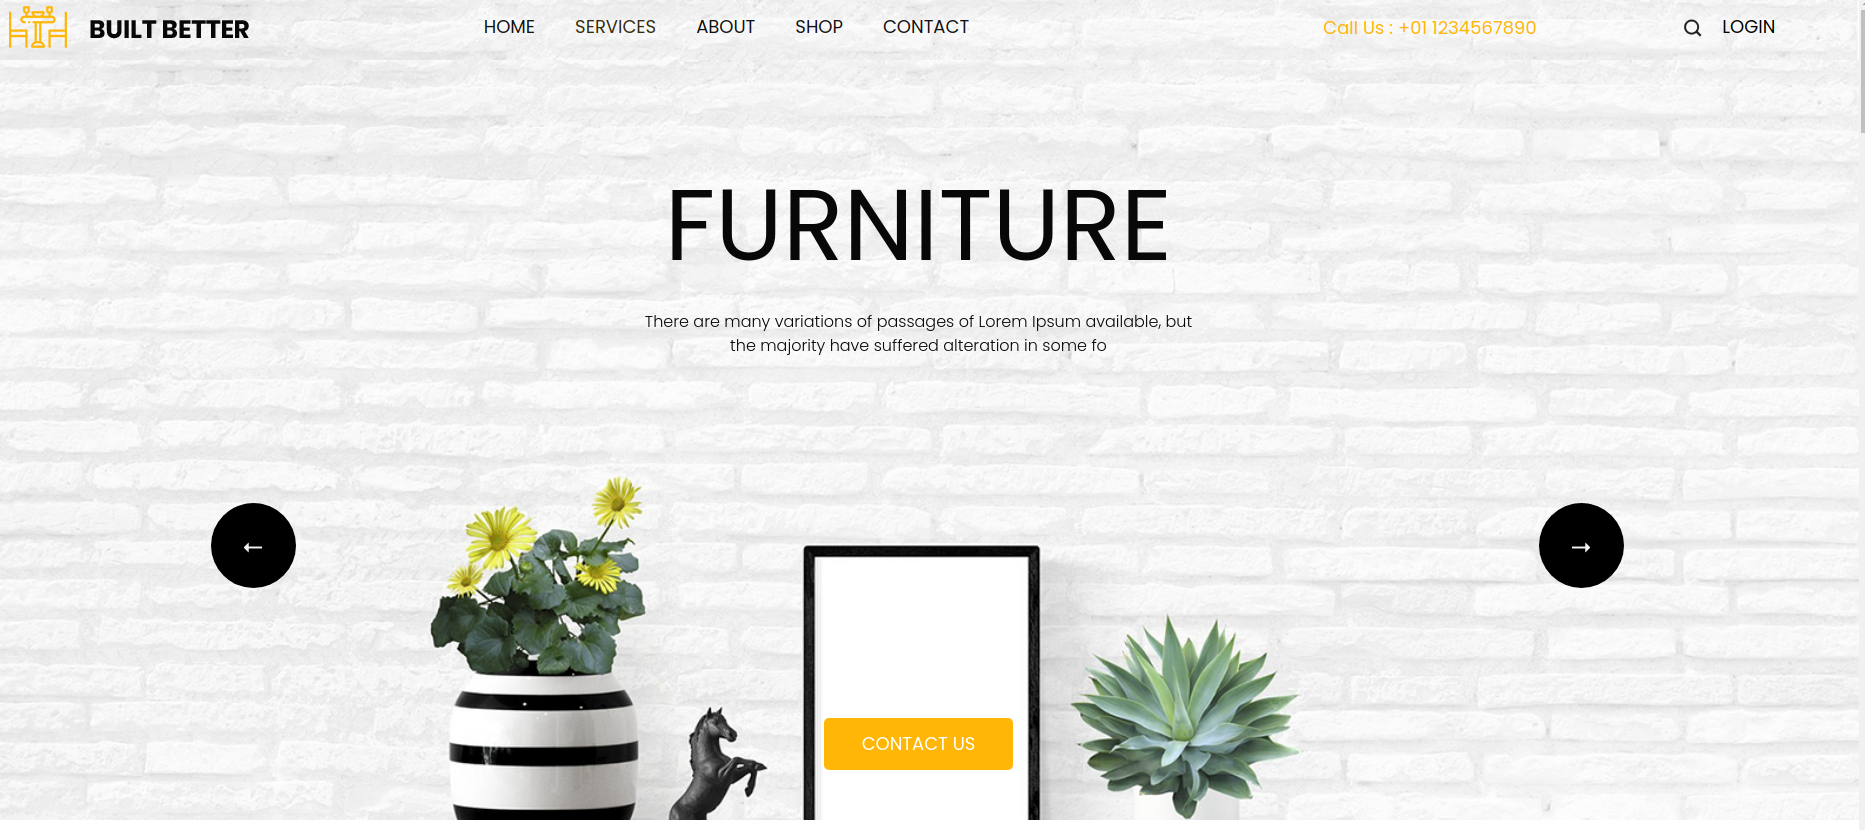 BUILT BETTER
HOME SERVICES ABOUT SHOP CONTACT
Call Us : +01 1234567890
LOGIN
FURNITURE
There are many variations of passages of Lorem Ipsum available, but
the majority have suffered alteration in some fo
CONTACT US